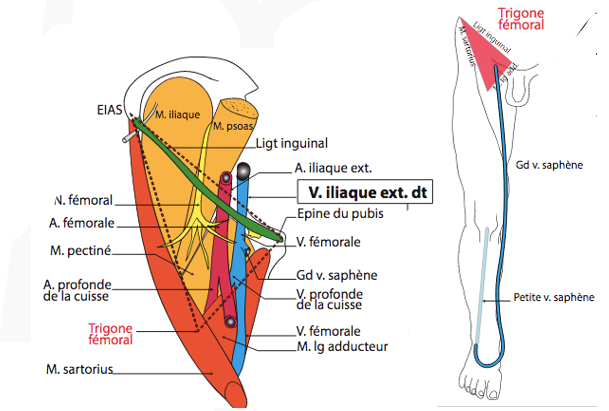 EIAS
M. iliaque
M. psoas
Ligt inguinal
A. iliaque ext.
V. iliaque ext. dt
Epine du pubis
N. fémoral
A. fémorale
V. fémorale
M. pectiné
Gd v. saphène
A. profonde
de la cuisse
V. profonde
de la cuisse
Trigone
fémoral
V. fémorale
M. lg adducteur
M. sartorius
Trigone
fémoral
Ligt inguinal
M. sartorius
lg add.
Gd v. saphène
Petite v. saphène